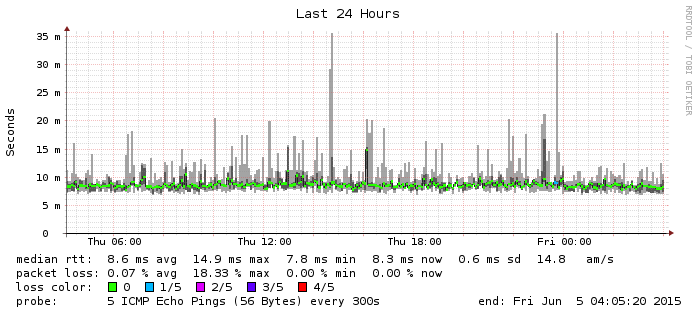 Last 24 Hours
RRDTOOL / TOBI OETIKER
Seconds
35 m
30 m
25 m
20 m
15 m
10 m
5 m
0
Thu 06:00 Thu 12:00 Thu 18:00 Fri 00:00
median rtt: 8.6 ms avg 14.9 ms max 7.8 ms min 8.3 ms now 0.6 ms sd 14.8 am/s
packet loss: 0.07 % avg 18.33 % max 0.00 % min 0.00 % now
loss color: 0 1/5 2/5 3/5 4/5
probe: 5 ICMP Echo Pings (56 Bytes) every 300s end: Fri Jun 5 04:05:20 2015